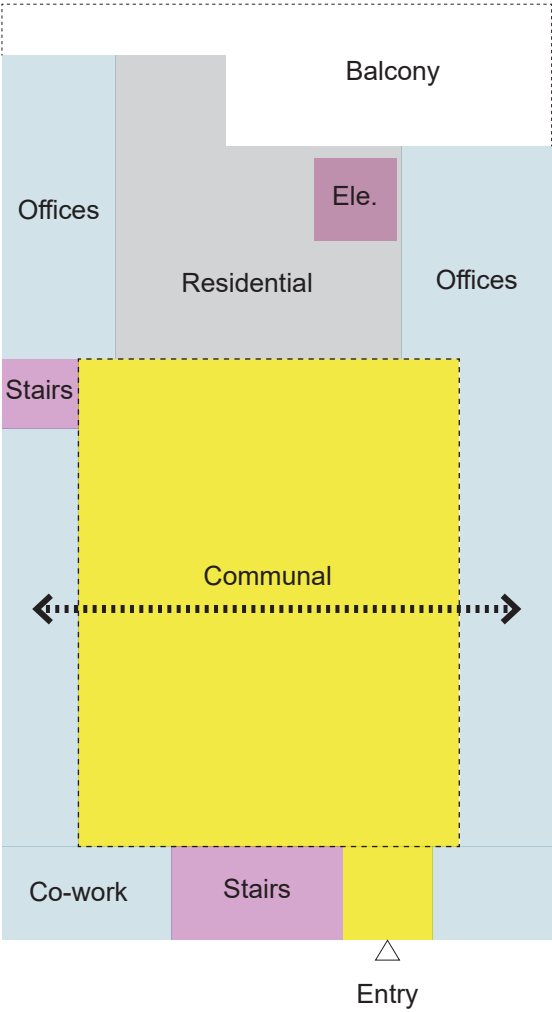 Balcony
Ele.
Offices
Residential
Offices
Stairs
Communal
Co-work
Stairs
Entry